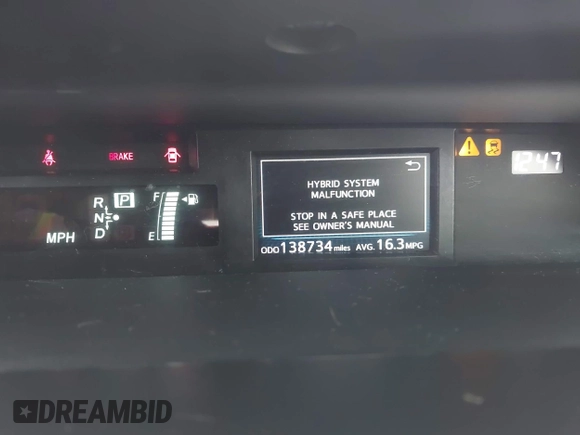 BRAKE
12:47
HYBRID SYSTEM
MALFUNCTION
STOP IN A SAFE PLACE
SEE OWNER'S MANUAL
R
P
F
N
D
E
MPH
ODO 138734 miles AVG. 16.3 MPG
DREAMBID